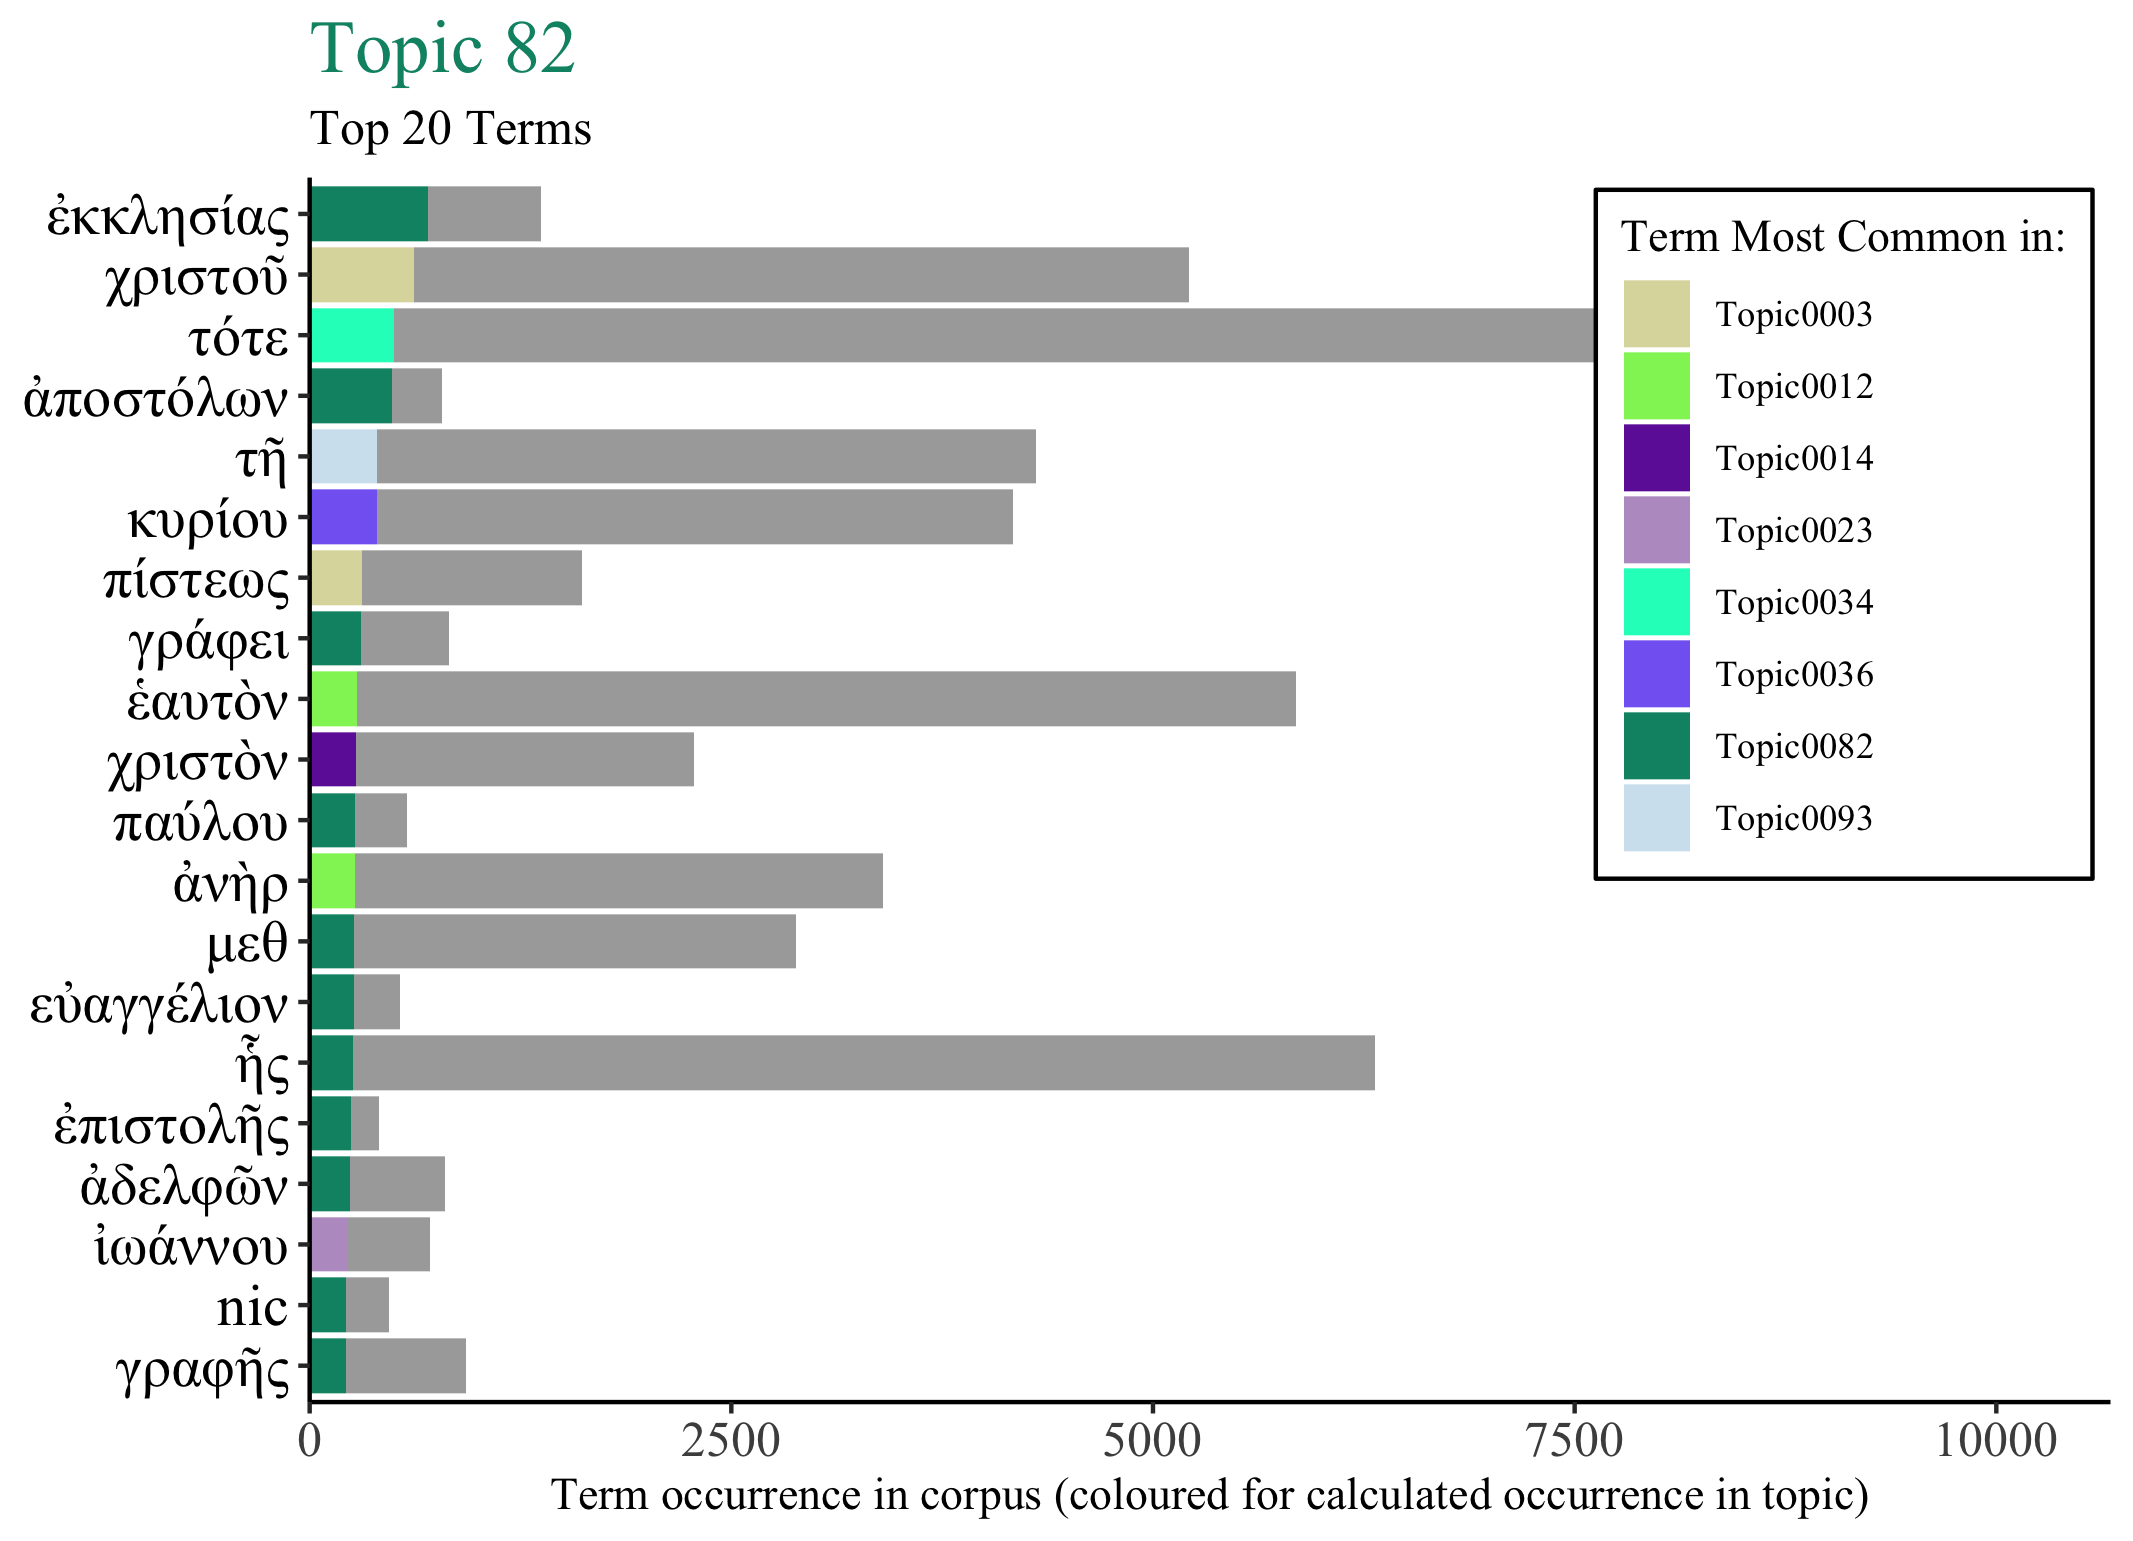 Topic 82
Top 20 Terms
ἐκκλησίας
χριστοῦ
τότε
ἀποστόλων
τῆ
κυρίου
πίστεως
γράφει
ἑαυτὸν
χριστὸν
παύλου
ἀνὴρ
μεθ
εὐαγγέλιον
ἧς
ἐπιστολῆς
ἀδελφῶν
ἰωάννου
nic
γραφῆς
0 2500 5000 7500 10000
Term occurrence in corpus (coloured for calculated occurrence in topic)
Term Most Common in:
Topic0003
Topic0012
Topic0014
Topic0023
Topic0034
Topic0036
Topic0082
Topic0093